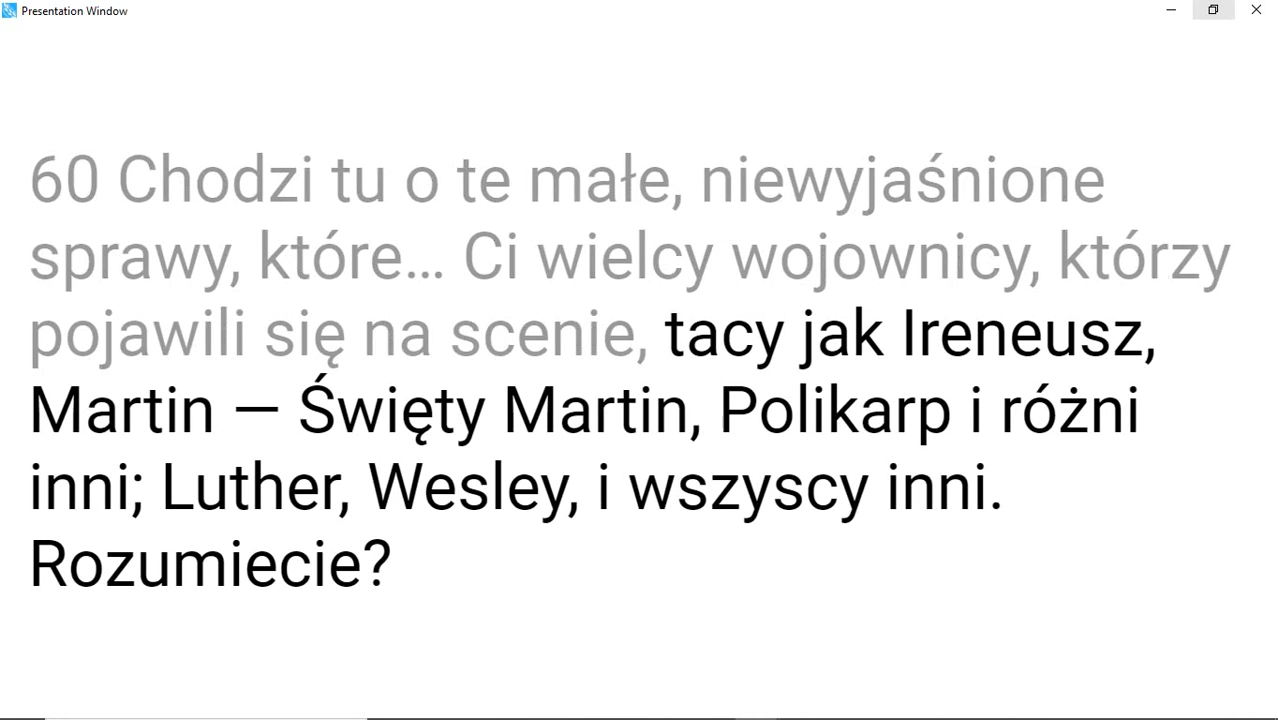 Presentation Window
60 Chodzi tu o te małe, niewyjaśnione
sprawy, które… Ci wielcy wojownicy, którzy
pojawili się na scenie, tacy jak Ireneusz,
Martin — Święty Martin, Polikarp i różni
inni; Luther, Wesley, i wszyscy inni.
Rozumiecie?